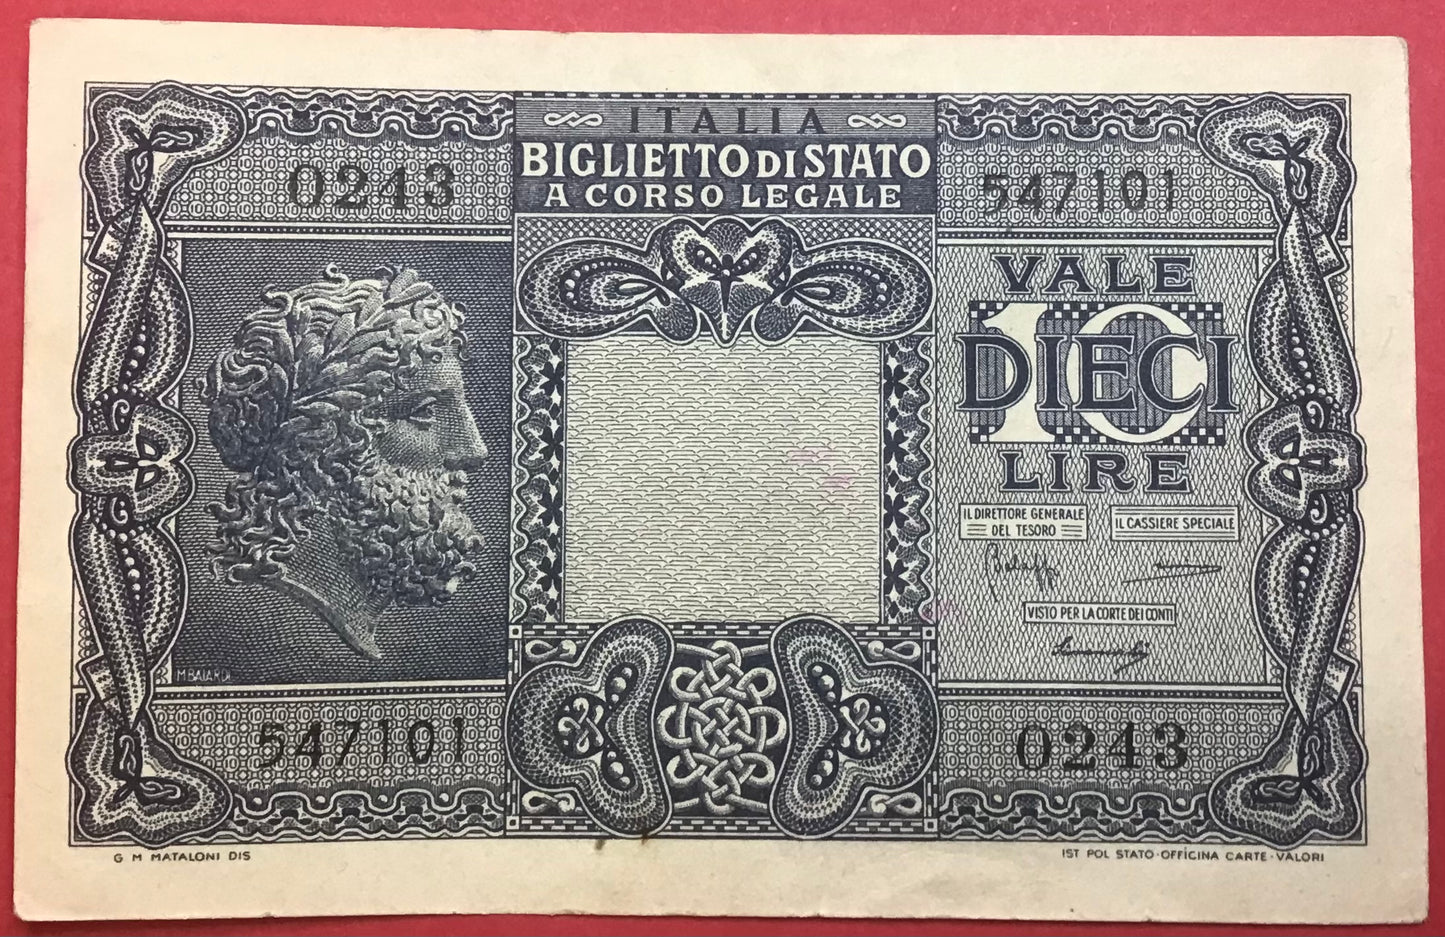 ITALIA
BIGLIETTO DI STATO
A CORSO LEGALE
0243
547101
VALE
10
DIECI
LIRE
IL DIRETTORE GENERALE
DEL TESORO
IL CASSIERE SPECIALE
VISTO PER LA CORTE DEI CONTI
M BAIARDI
547101
0243
G M MATALONI DIS
IST POL STATO·OFFICINA CARTE·VALORI